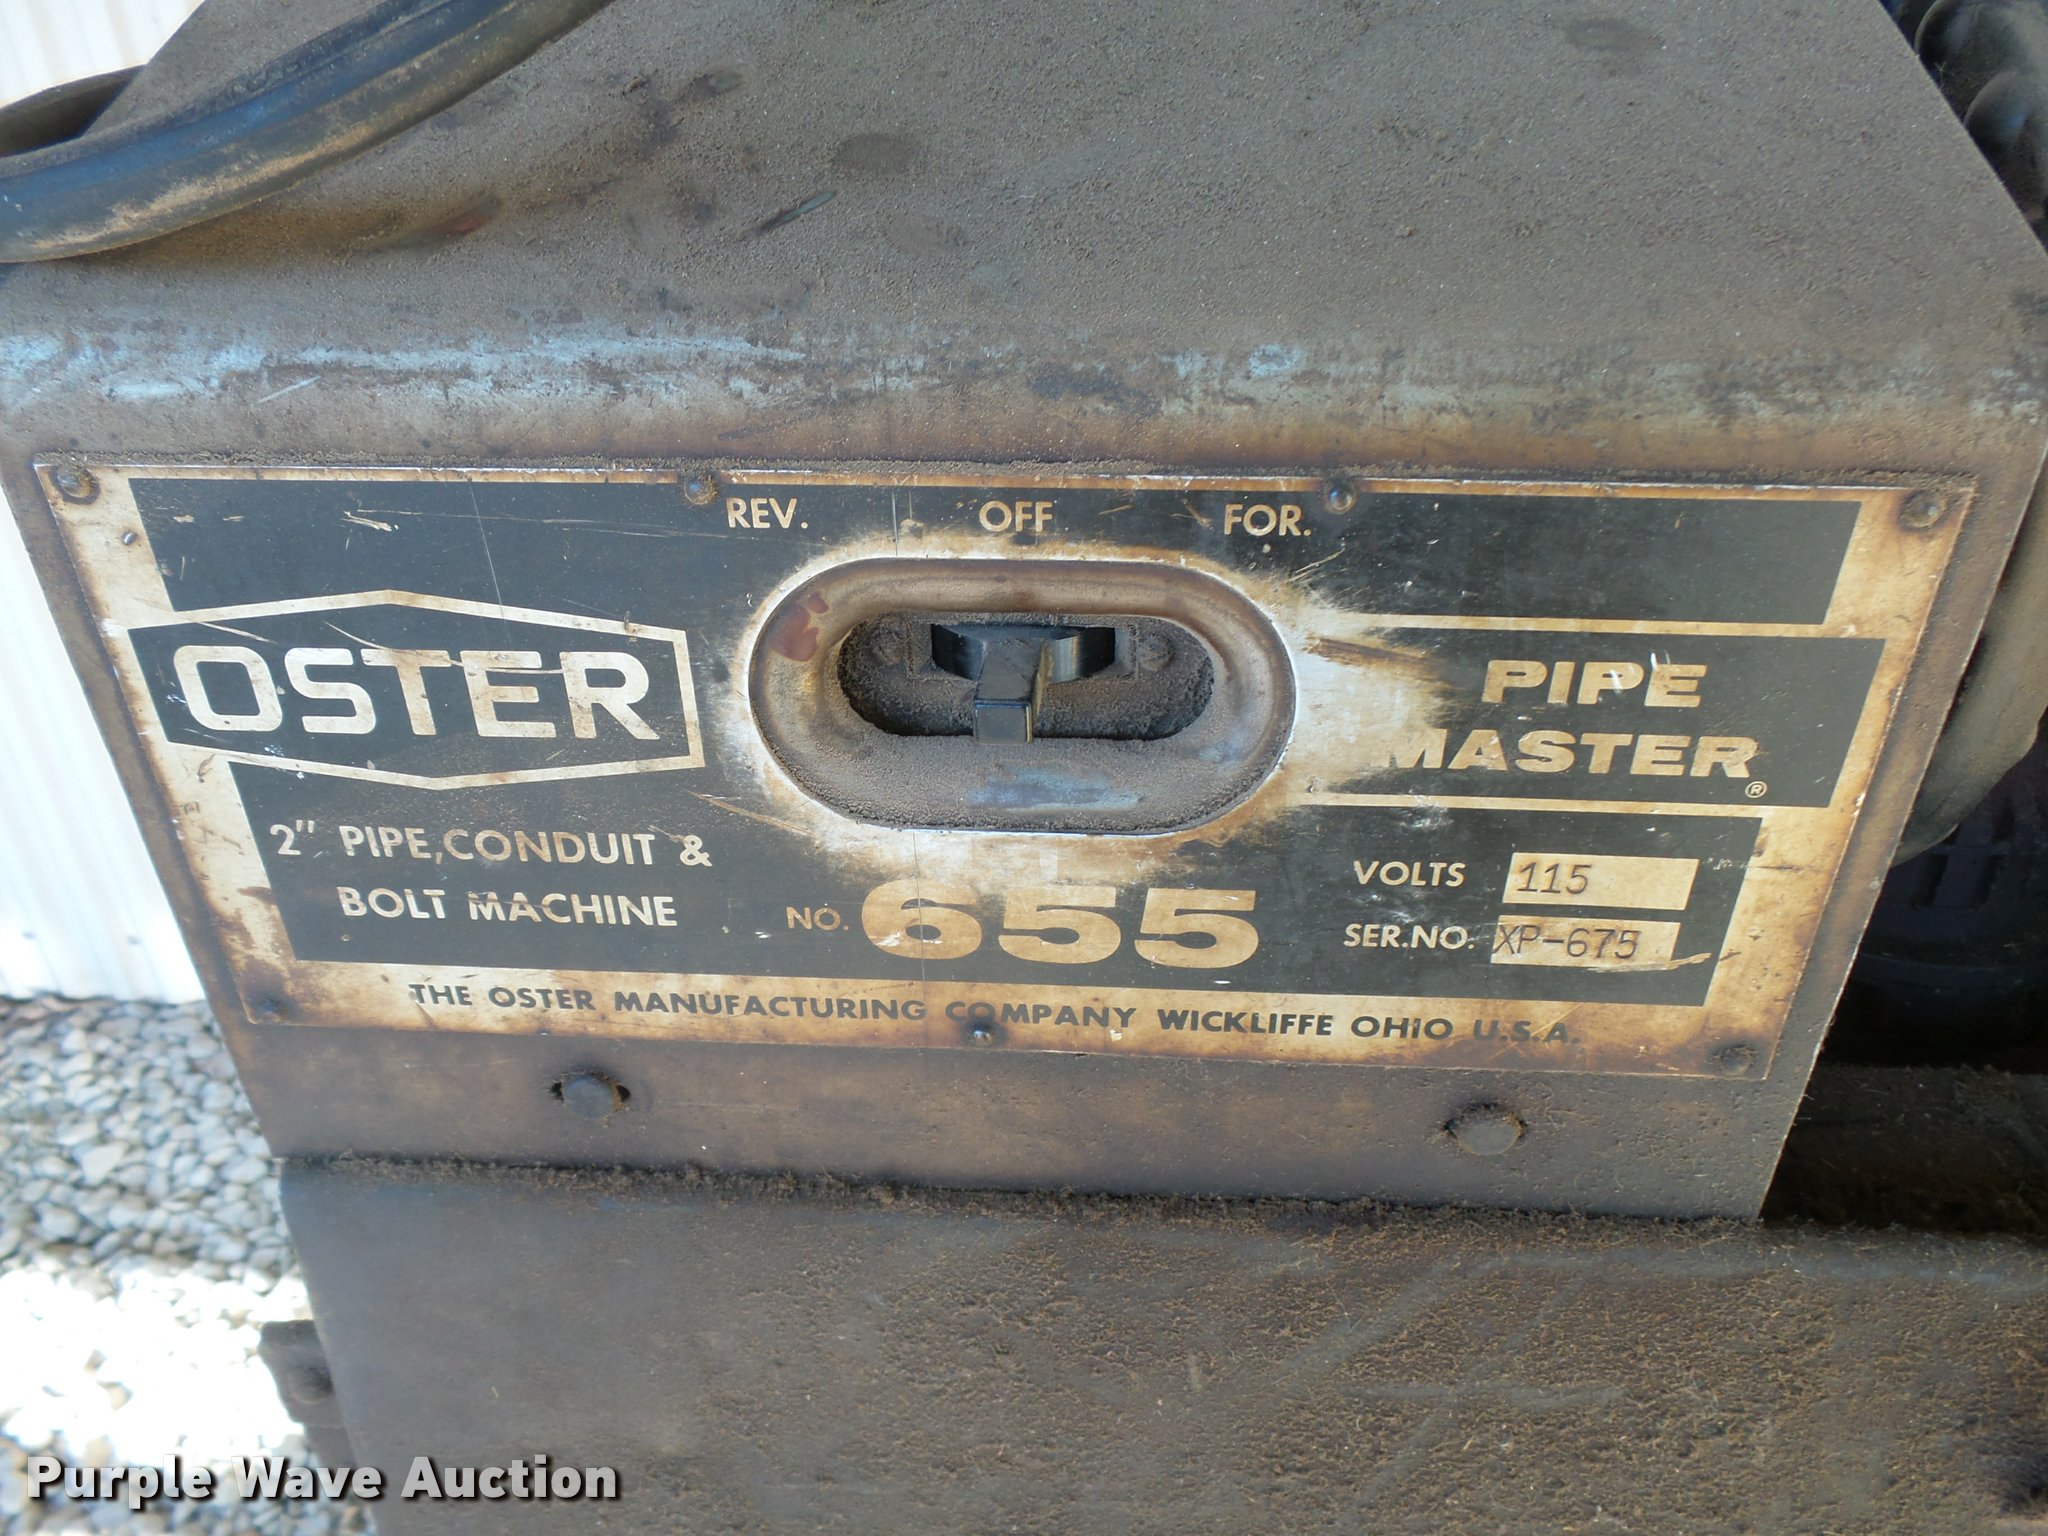 REV. OFF FOR.
OSTER
PIPE
MASTER®
2" PIPE, CONDUIT &
BOLT MACHINE
NO. 655
VOLTS 115
SER.NO. XP-675
THE OSTER MANUFACTURING COMPANY WICKLIFFE OHIO U.S.A.
Purple Wave Auction